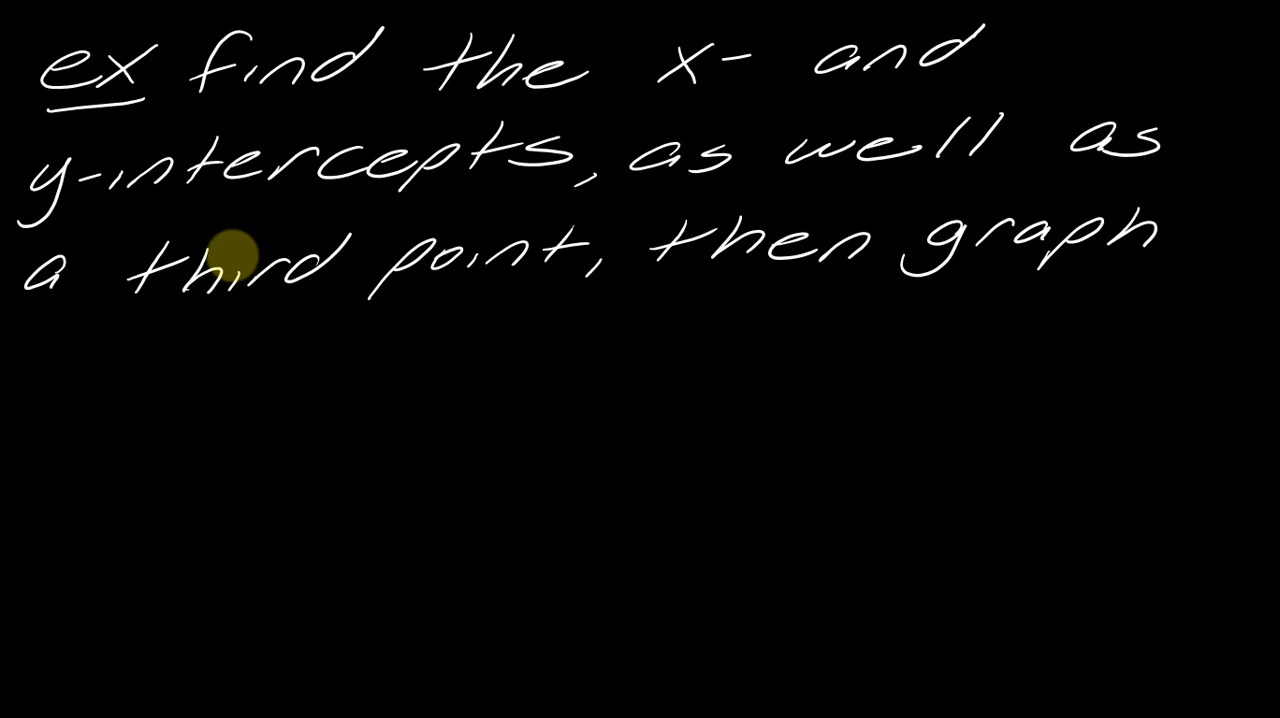 ex find the x- and
y-intercepts, as well as
a third point, then graph